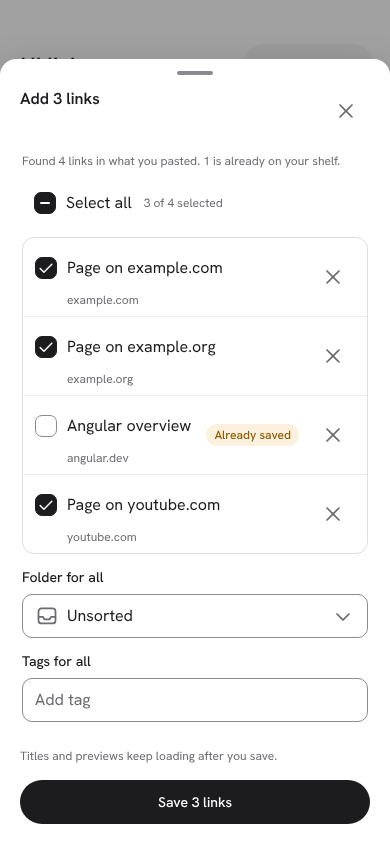 Add 3 links
Found 4 links in what you pasted. 1 is already on your shelf.
Select all 3 of 4 selected
Page on example.com
example.com
Page on example.org
example.org
Angular overview Already saved
angular.dev
Page on youtube.com
youtube.com
Folder for all
Unsorted
Tags for all
Add tag
Titles and previews keep loading after you save.
Save 3 links